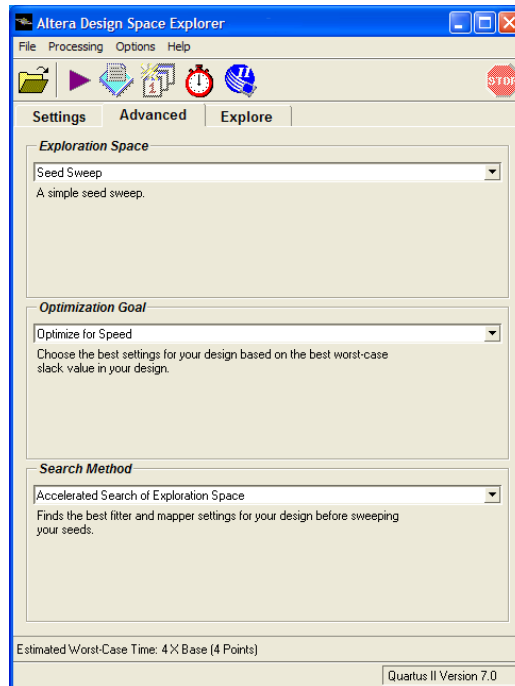 Altera Design Space Explorer
File Processing Options Help
STOP
Settings Advanced Explore
Exploration Space
Seed Sweep
A simple seed sweep.
Optimization Goal
Optimize for Speed
Choose the best settings for your design based on the best worst-case
slack value in your design.
Search Method
Accelerated Search of Exploration Space
Finds the best fitter and mapper settings for your design before sweeping
your seeds.
Estimated Worst-Case Time: 4 X Base (4 Points)
Quartus II Version 7.0